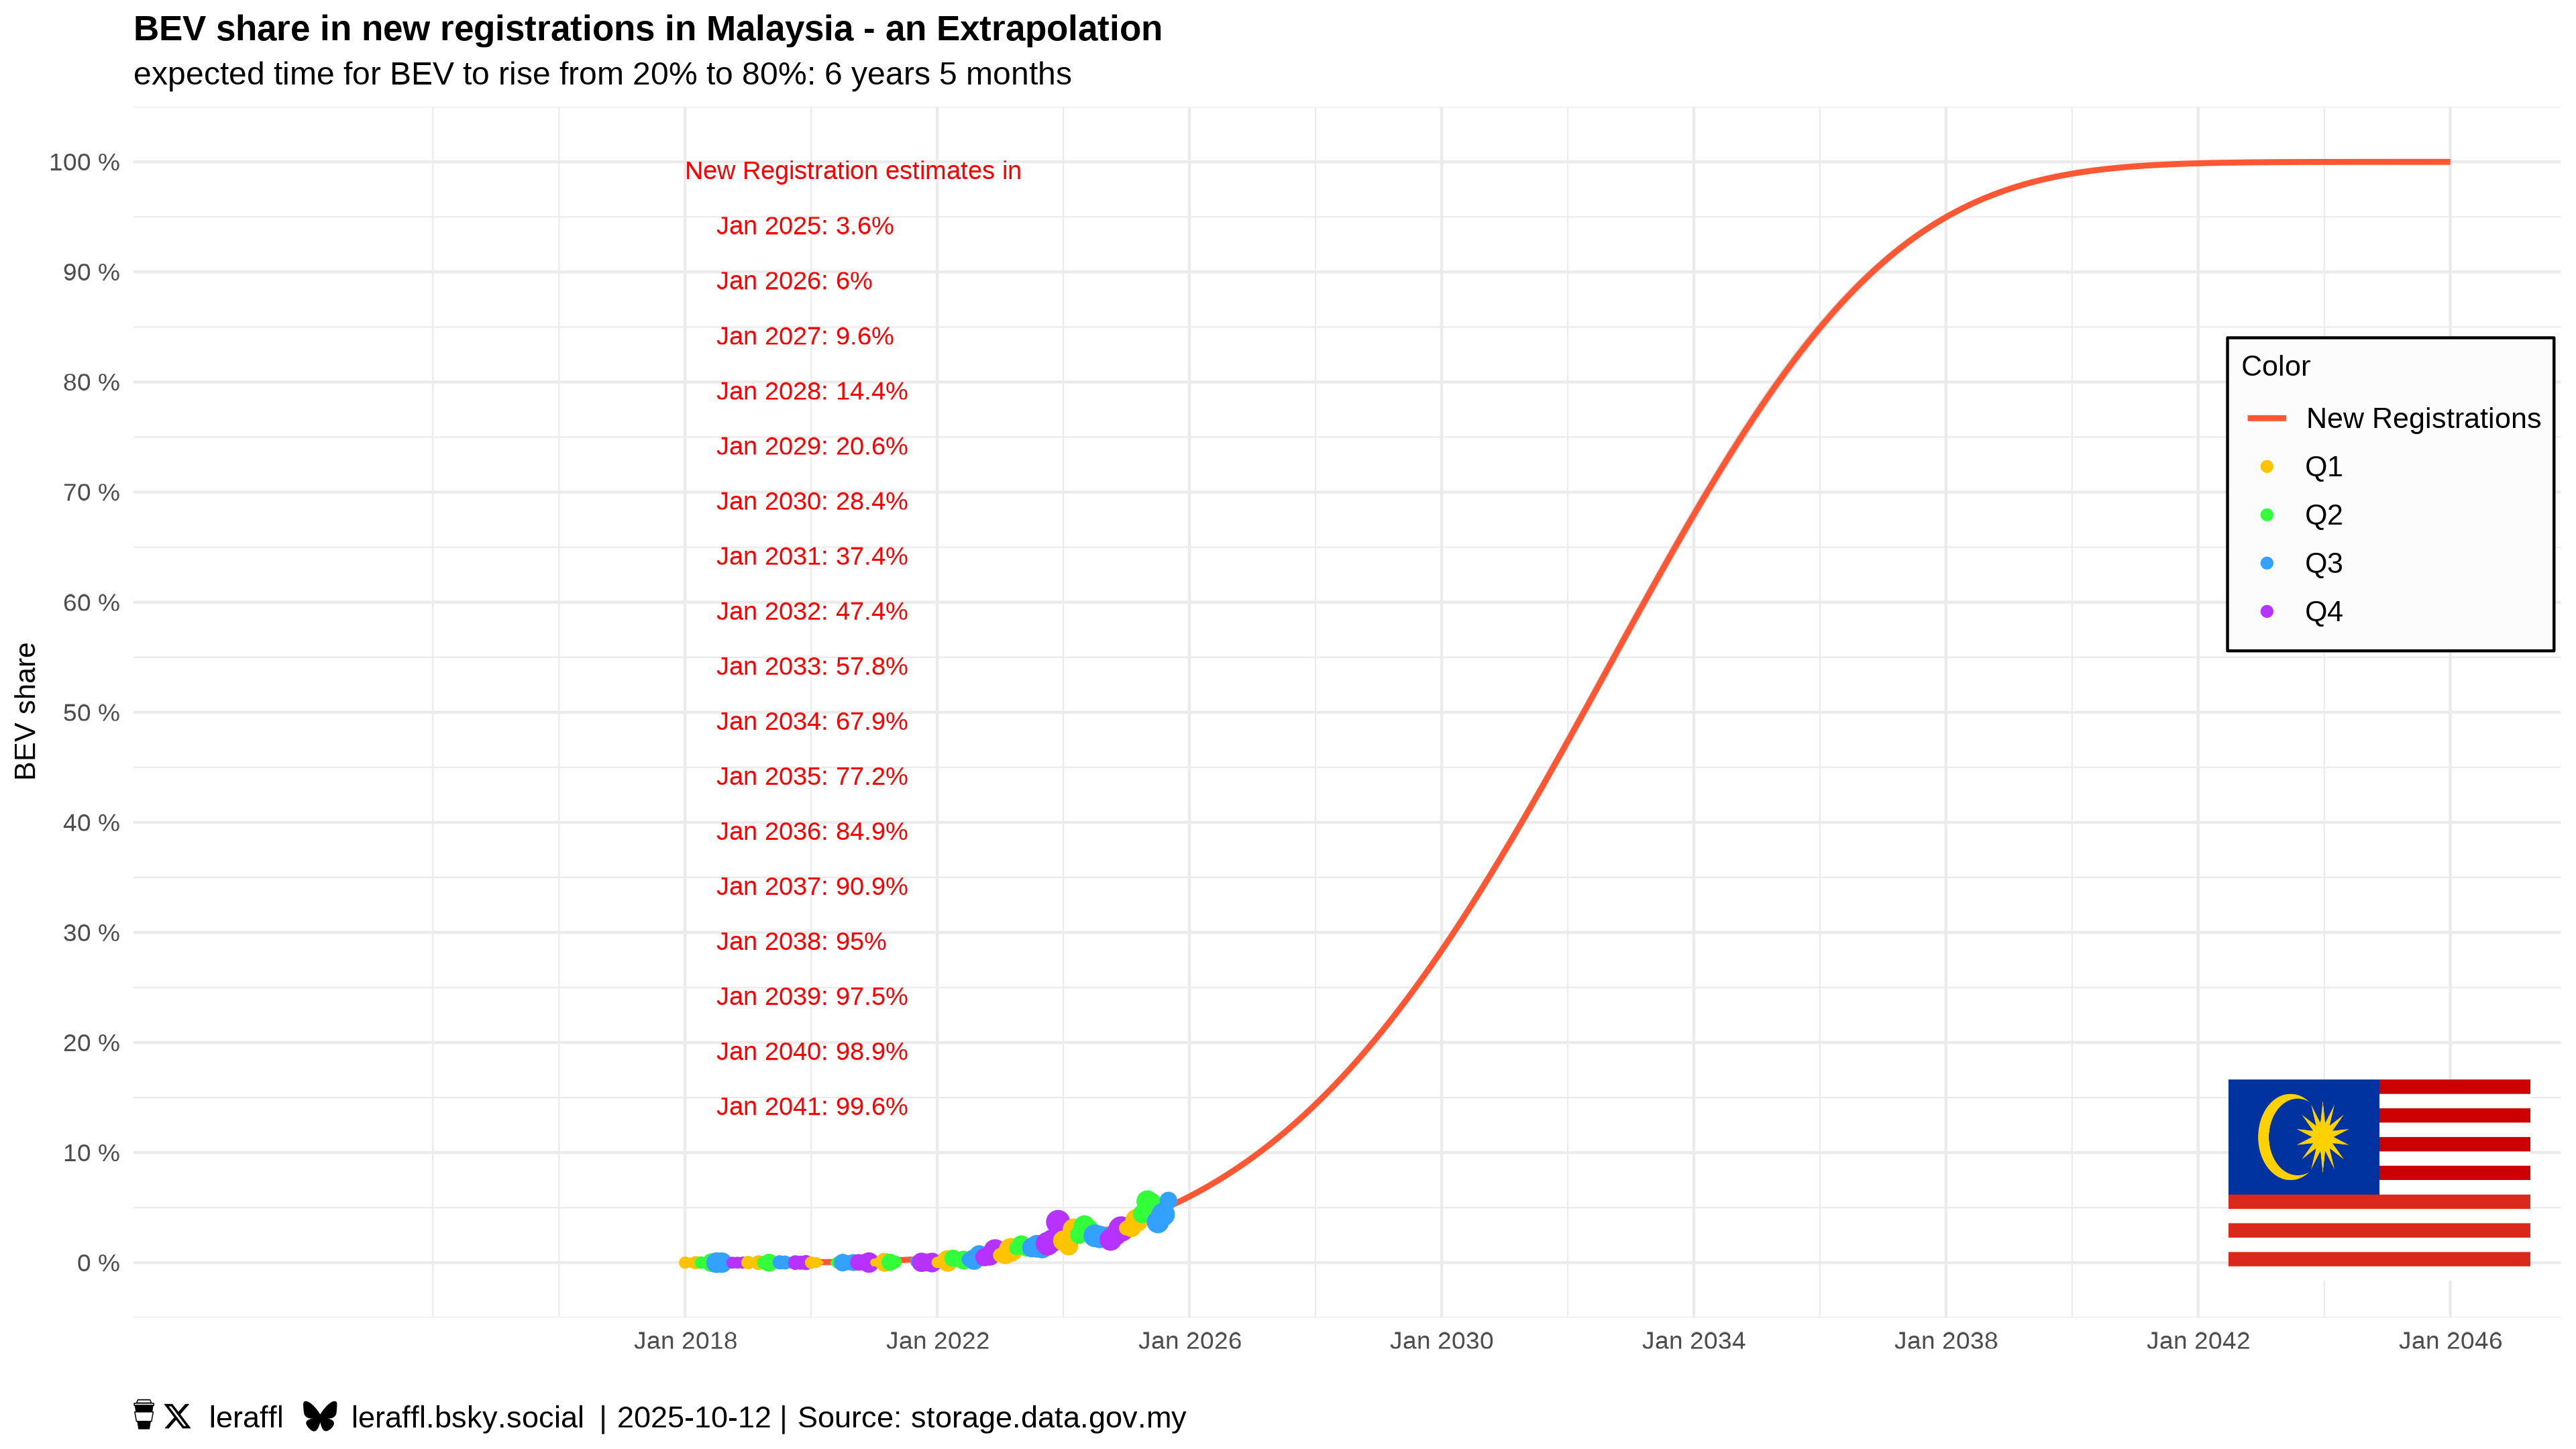 BEV share in new registrations in Malaysia - an Extrapolation
expected time for BEV to rise from 20% to 80%: 6 years 5 months
BEV share
100 %
90 %
80 %
70 %
60 %
50 %
40 %
30 %
20 %
10 %
0 %
New Registration estimates in
Jan 2025: 3.6%
Jan 2026: 6%
Jan 2027: 9.6%
Jan 2028: 14.4%
Jan 2029: 20.6%
Jan 2030: 28.4%
Jan 2031: 37.4%
Jan 2032: 47.4%
Jan 2033: 57.8%
Jan 2034: 67.9%
Jan 2035: 77.2%
Jan 2036: 84.9%
Jan 2037: 90.9%
Jan 2038: 95%
Jan 2039: 97.5%
Jan 2040: 98.9%
Jan 2041: 99.6%
Color
New Registrations
Q1
Q2
Q3
Q4
Jan 2018 Jan 2022 Jan 2026 Jan 2030 Jan 2034 Jan 2038 Jan 2042 Jan 2046
leraffl leraffl.bsky.social | 2025-10-12 | Source: storage.data.gov.my